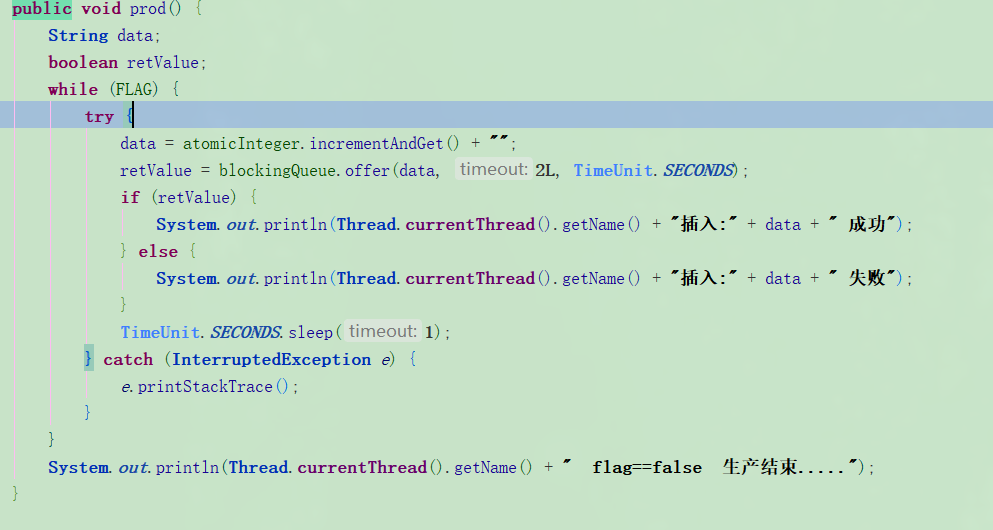 public void prod() {
String data;
boolean retValue;
while (FLAG) {
try {
data = atomicInteger.incrementAndGet() + "";
retValue = blockingQueue.offer(data, timeout: 2L, TimeUnit.SECONDS);
if (retValue) {
System.out.println(Thread.currentThread().getName() + "插入:" + data + " 成功");
} else {
System.out.println(Thread.currentThread().getName() + "插入:" + data + " 失败");
}
TimeUnit.SECONDS.sleep( timeout: 1);
} catch (InterruptedException e) {
e.printStackTrace();
}
}
System.out.println(Thread.currentThread().getName() + "  flag==false  生产结束.....");
}